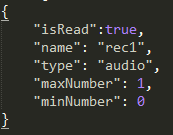 {
    "isRead":true,
    "name": "rec1",
    "type": "audio",
    "maxNumber": 1,
    "minNumber": 0
}